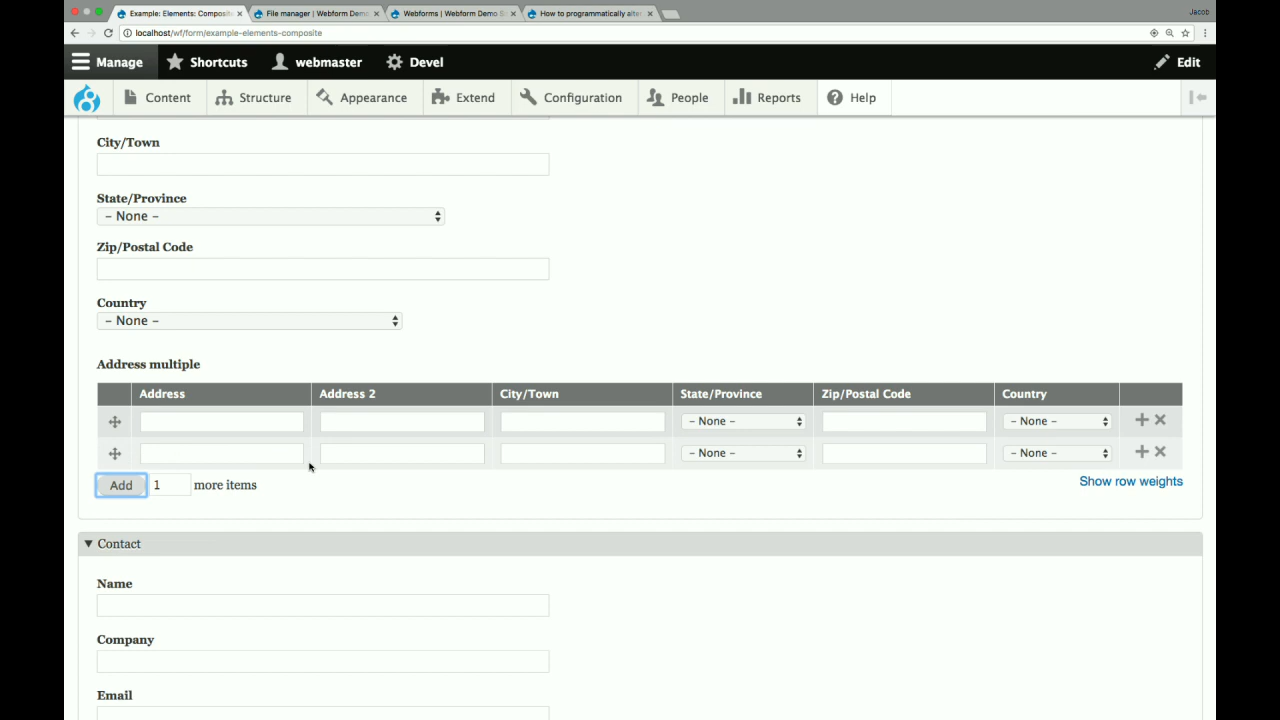 Example: Elements: Composite File manager | Webform Demo Webforms | Webform Demo How to programmatically alter Jacob
localhost/wf/form/example-elements-composite
Manage Shortcuts webmaster Devel Edit
Content Structure Appearance Extend Configuration People Reports Help
City/Town
State/Province
- None -
Zip/Postal Code
Country
- None -
Address multiple
Address Address 2 City/Town State/Province Zip/Postal Code Country
- None - - None -
- None - - None -
Add 1 more items Show row weights
Contact
Name
Company
Email